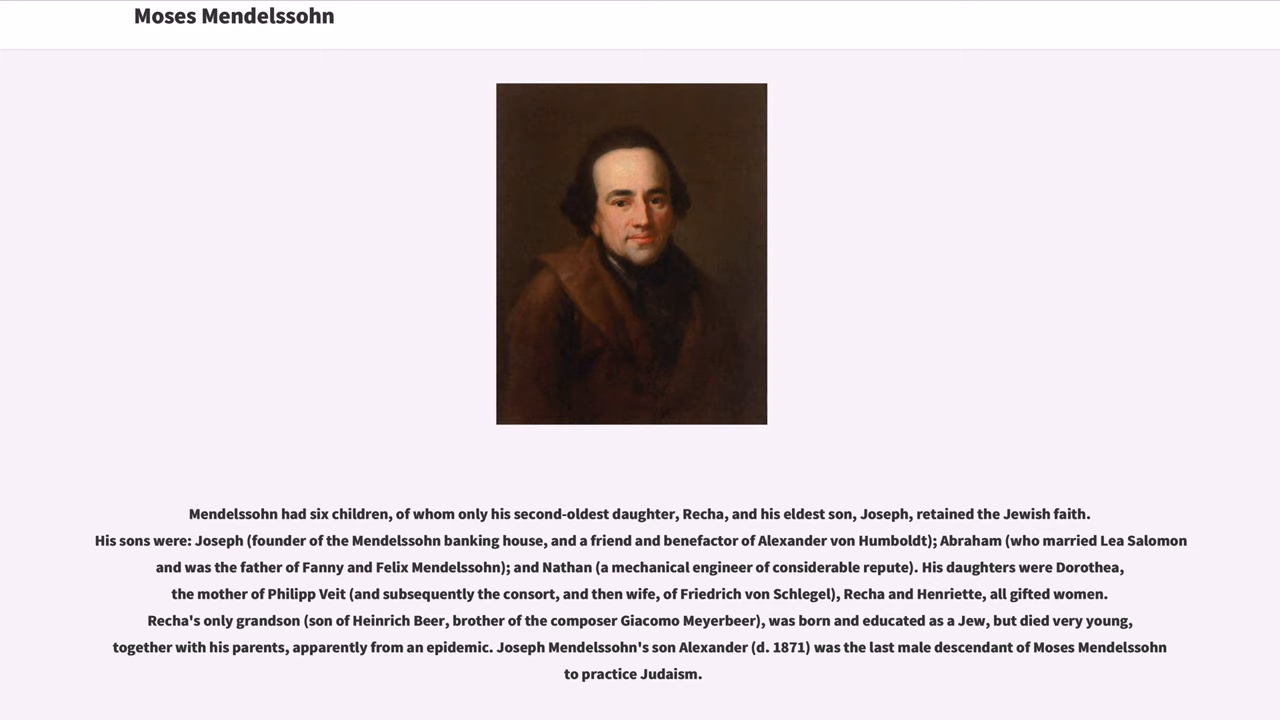 Moses Mendelssohn
Mendelssohn had six children, of whom only his second-oldest daughter, Recha, and his eldest son, Joseph, retained the Jewish faith.
His sons were: Joseph (founder of the Mendelssohn banking house, and a friend and benefactor of Alexander von Humboldt); Abraham (who married Lea Salomon
and was the father of Fanny and Felix Mendelssohn); and Nathan (a mechanical engineer of considerable repute). His daughters were Dorothea,
the mother of Philipp Veit (and subsequently the consort, and then wife, of Friedrich von Schlegel), Recha and Henriette, all gifted women.
Recha's only grandson (son of Heinrich Beer, brother of the composer Giacomo Meyerbeer), was born and educated as a Jew, but died very young,
together with his parents, apparently from an epidemic. Joseph Mendelssohn's son Alexander (d. 1871) was the last male descendant of Moses Mendelssohn
to practice Judaism.